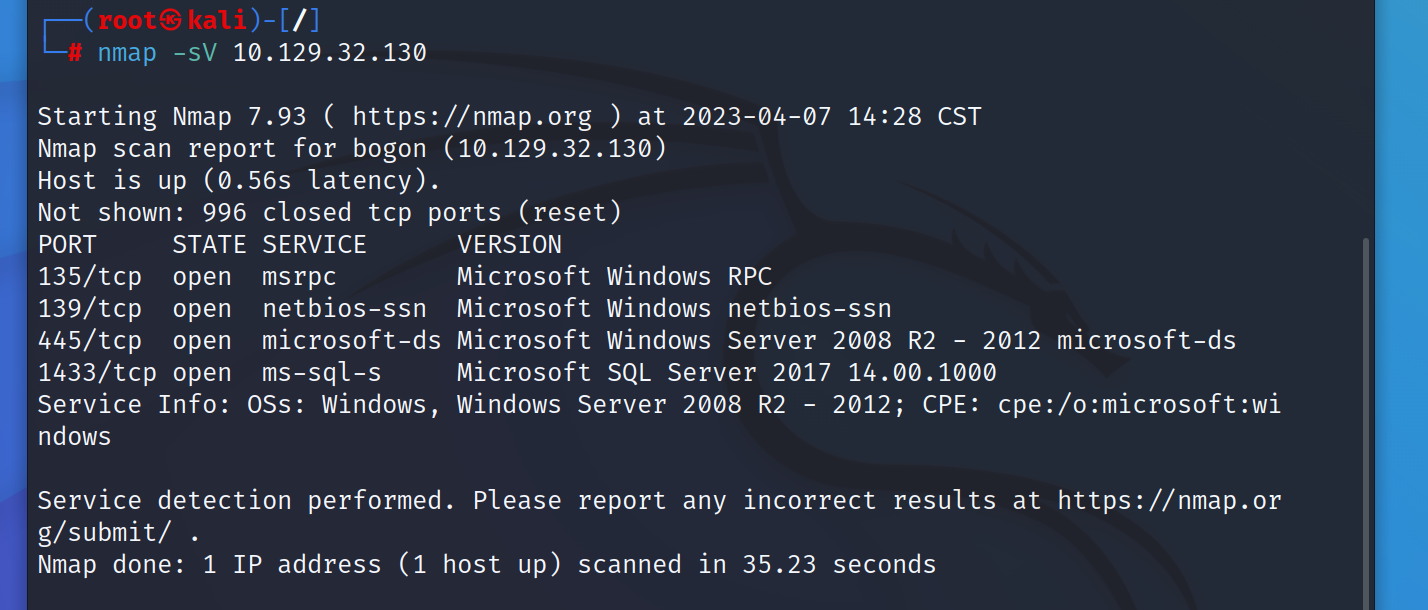 ┌──(root㉿kali)-[/]
└─# nmap -sV 10.129.32.130
Starting Nmap 7.93 ( https://nmap.org ) at 2023-04-07 14:28 CST
Nmap scan report for bogon (10.129.32.130)
Host is up (0.56s latency).
Not shown: 996 closed tcp ports (reset)
PORT     STATE SERVICE      VERSION
135/tcp  open  msrpc        Microsoft Windows RPC
139/tcp  open  netbios-ssn  Microsoft Windows netbios-ssn
445/tcp  open  microsoft-ds Microsoft Windows Server 2008 R2 - 2012 microsoft-ds
1433/tcp open  ms-sql-s     Microsoft SQL Server 2017 14.00.1000
Service Info: OSs: Windows, Windows Server 2008 R2 - 2012; CPE: cpe:/o:microsoft:wi
ndows
Service detection performed. Please report any incorrect results at https://nmap.or
g/submit/ .
Nmap done: 1 IP address (1 host up) scanned in 35.23 seconds